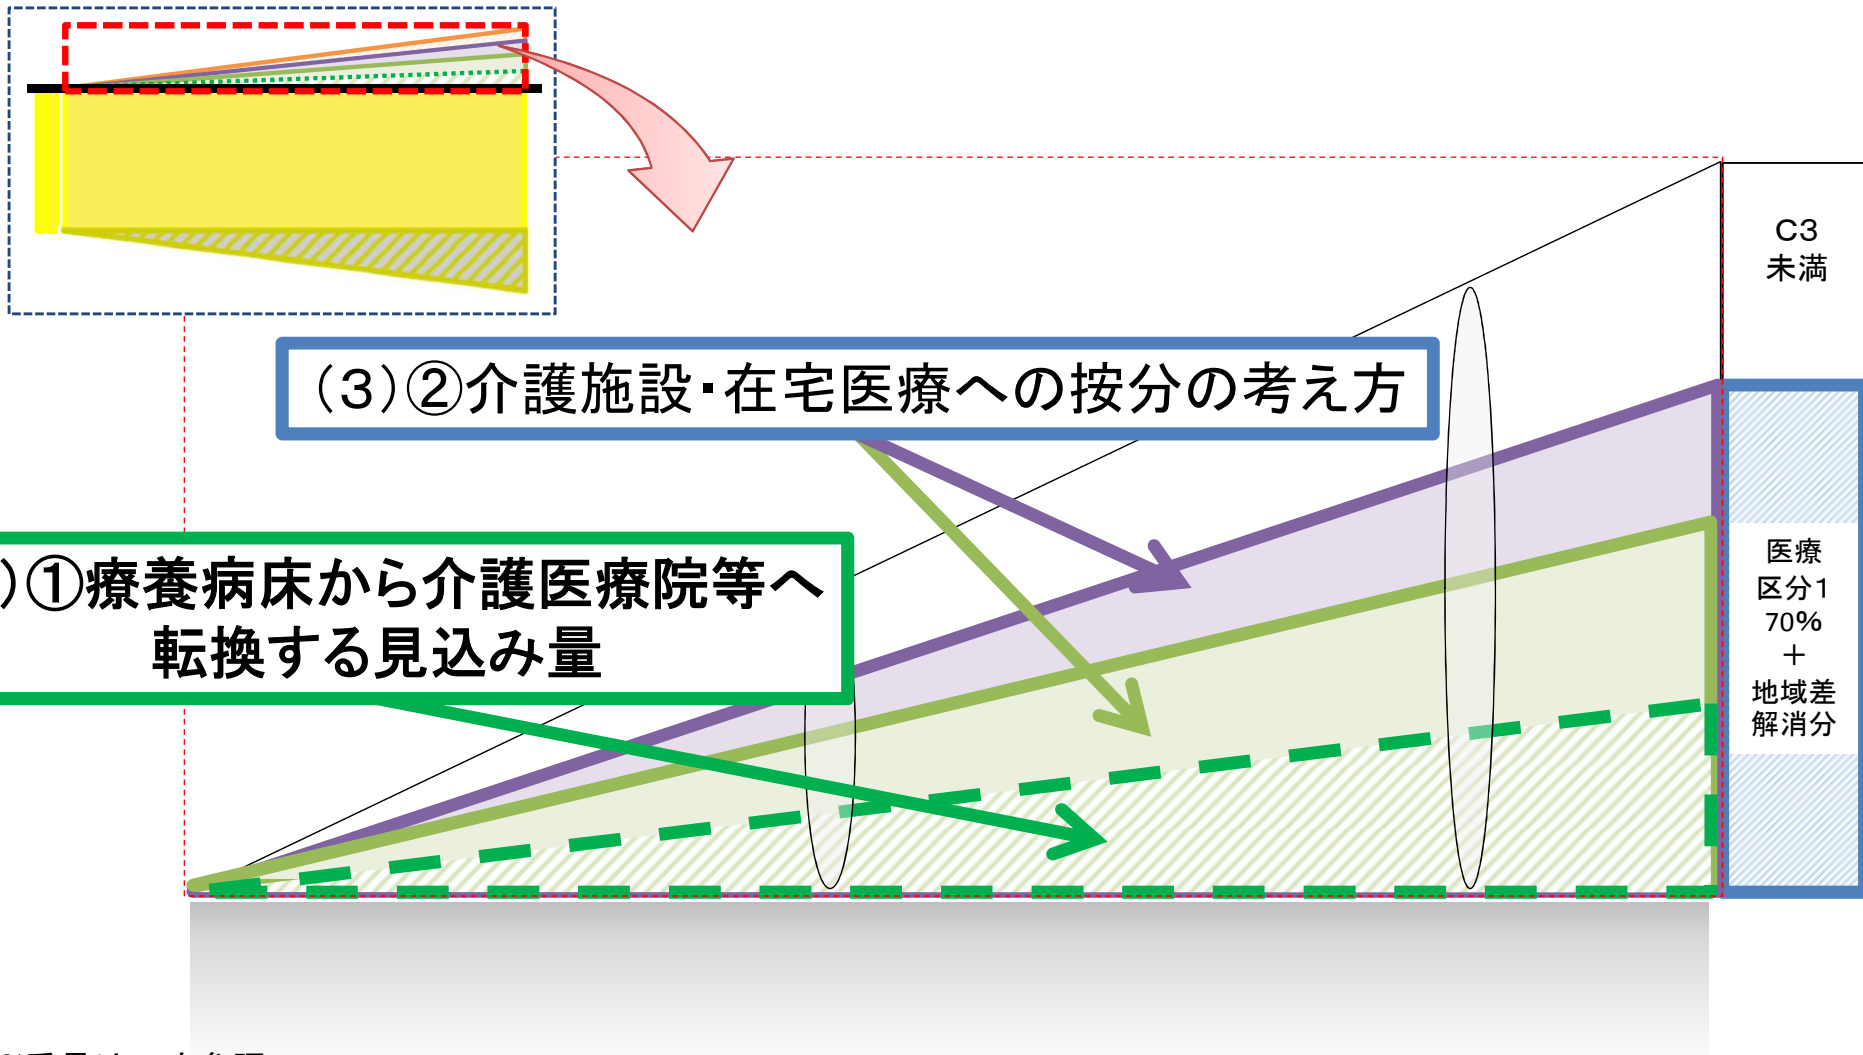 C3
未満
(3)②介護施設・在宅医療への按分の考え方
)①療養病床から介護医療院等へ
転換する見込み量
医療
区分1
70%
+
地域差
解消分